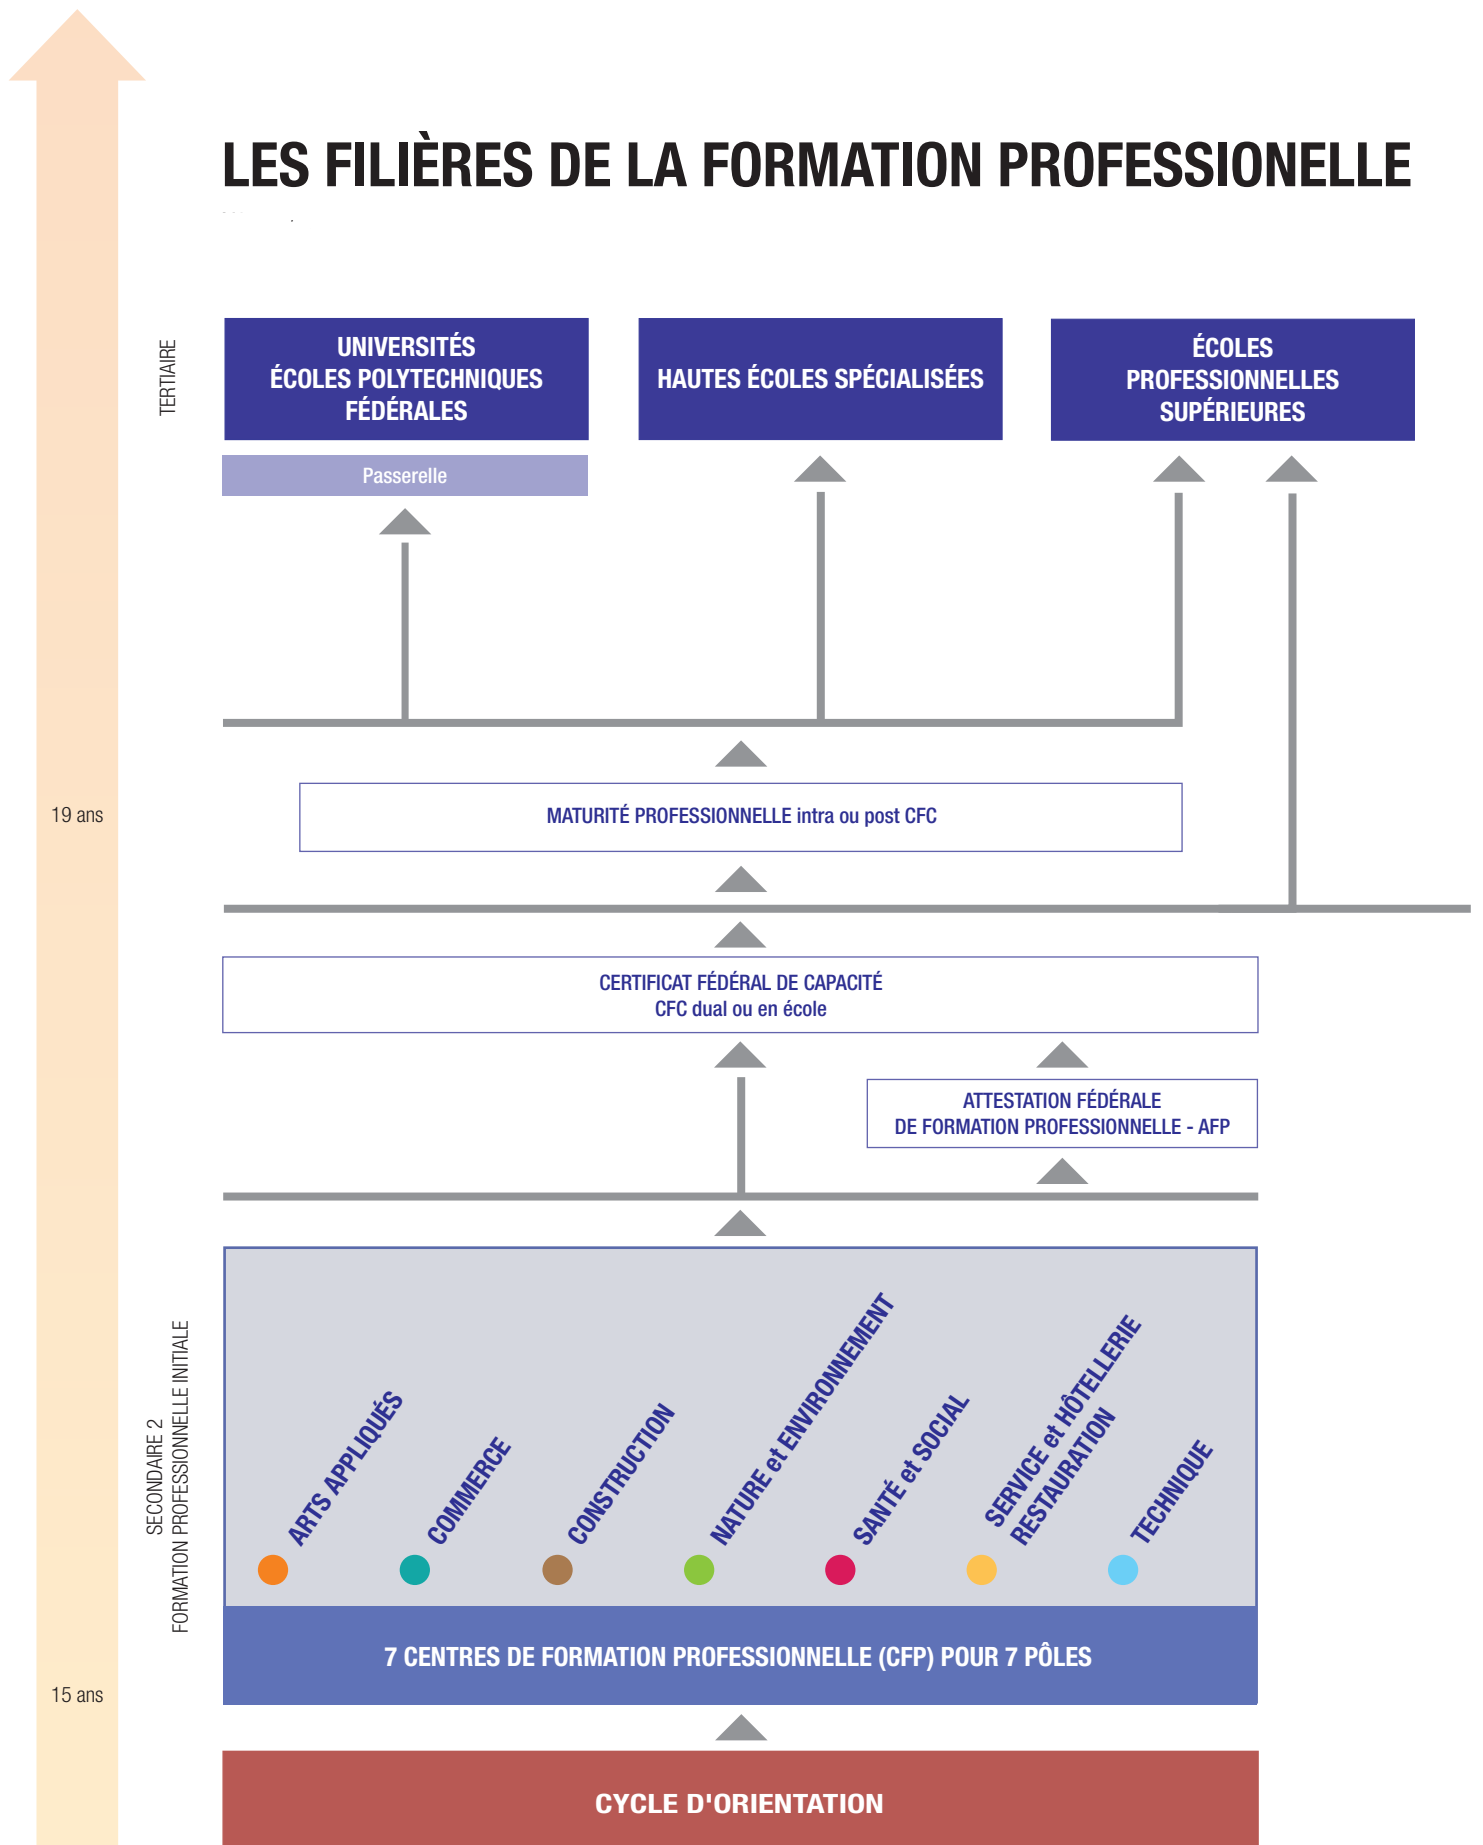 LES FILIÈRES DE LA FORMATION PROFESSIONELLE
TERTIAIRE
UNIVERSITÉS
ÉCOLES POLYTECHNIQUES
FÉDÉRALES
HAUTES ÉCOLES SPÉCIALISÉES
ÉCOLES
PROFESSIONNELLES
SUPÉRIEURES
Passerelle
19 ans
MATURITÉ PROFESSIONNELLE intra ou post CFC
CERTIFICAT FÉDÉRAL DE CAPACITÉ
CFC dual ou en école
ATTESTATION FÉDÉRALE
DE FORMATION PROFESSIONNELLE - AFP
SECONDAIRE 2
FORMATION PROFESSIONNELLE INITIALE
ARTS APPLIQUÉS
COMMERCE
CONSTRUCTION
NATURE et ENVIRONNEMENT
SANTÉ et SOCIAL
SERVICE et HÔTELLERIE
RESTAURATION
TECHNIQUE
7 CENTRES DE FORMATION PROFESSIONNELLE (CFP) POUR 7 PÔLES
15 ans
CYCLE D'ORIENTATION